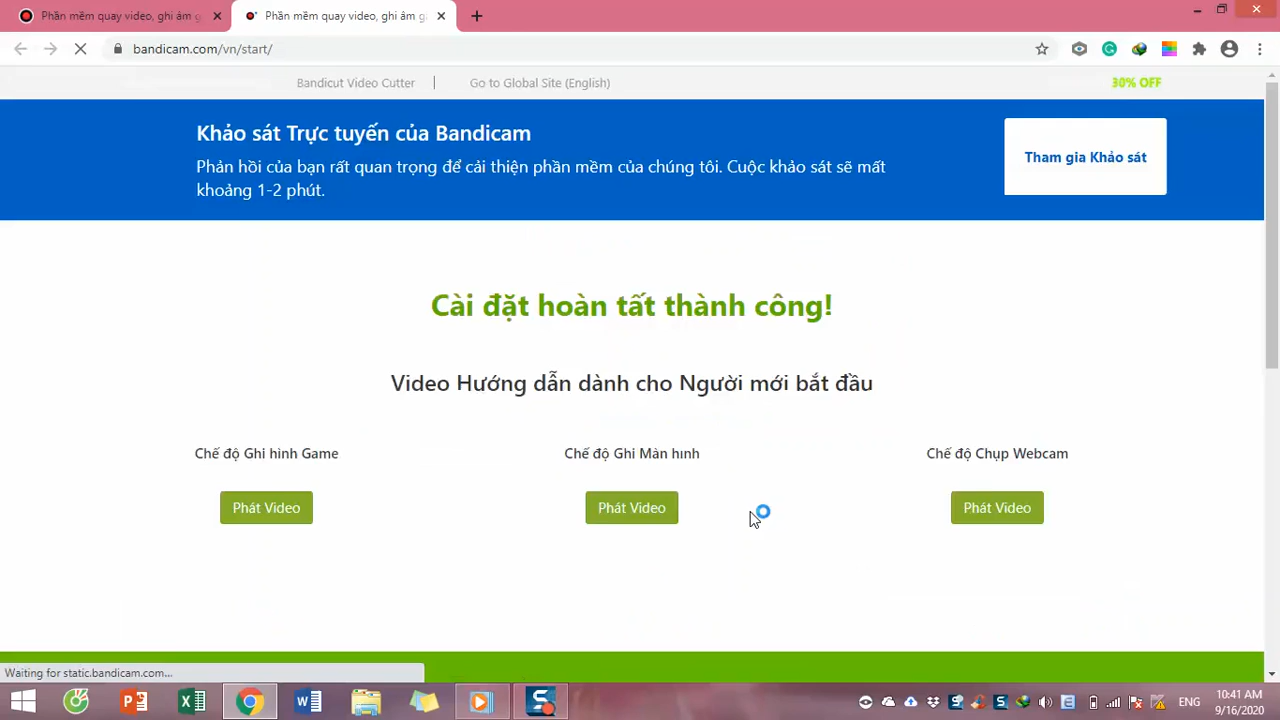 Phần mềm quay video, ghi âm g
Phần mềm quay video, ghi âm gi
bandicam.com/vn/start/
Bandicut Video Cutter
Go to Global Site (English)
30% OFF
Khảo sát Trực tuyến của Bandicam
Phản hồi của bạn rất quan trọng để cải thiện phần mềm của chúng tôi. Cuộc khảo sát sẽ mất
khoảng 1-2 phút.
Tham gia Khảo sát
Cài đặt hoàn tất thành công!
Video Hướng dẫn dành cho Người mới bắt đầu
Chế độ Ghi hình Game
Chế độ Ghi Màn hình
Chế độ Chụp Webcam
Phát Video
Phát Video
Phát Video
Waiting for static.bandicam.com...
ENG
10:41 AM
9/16/2020